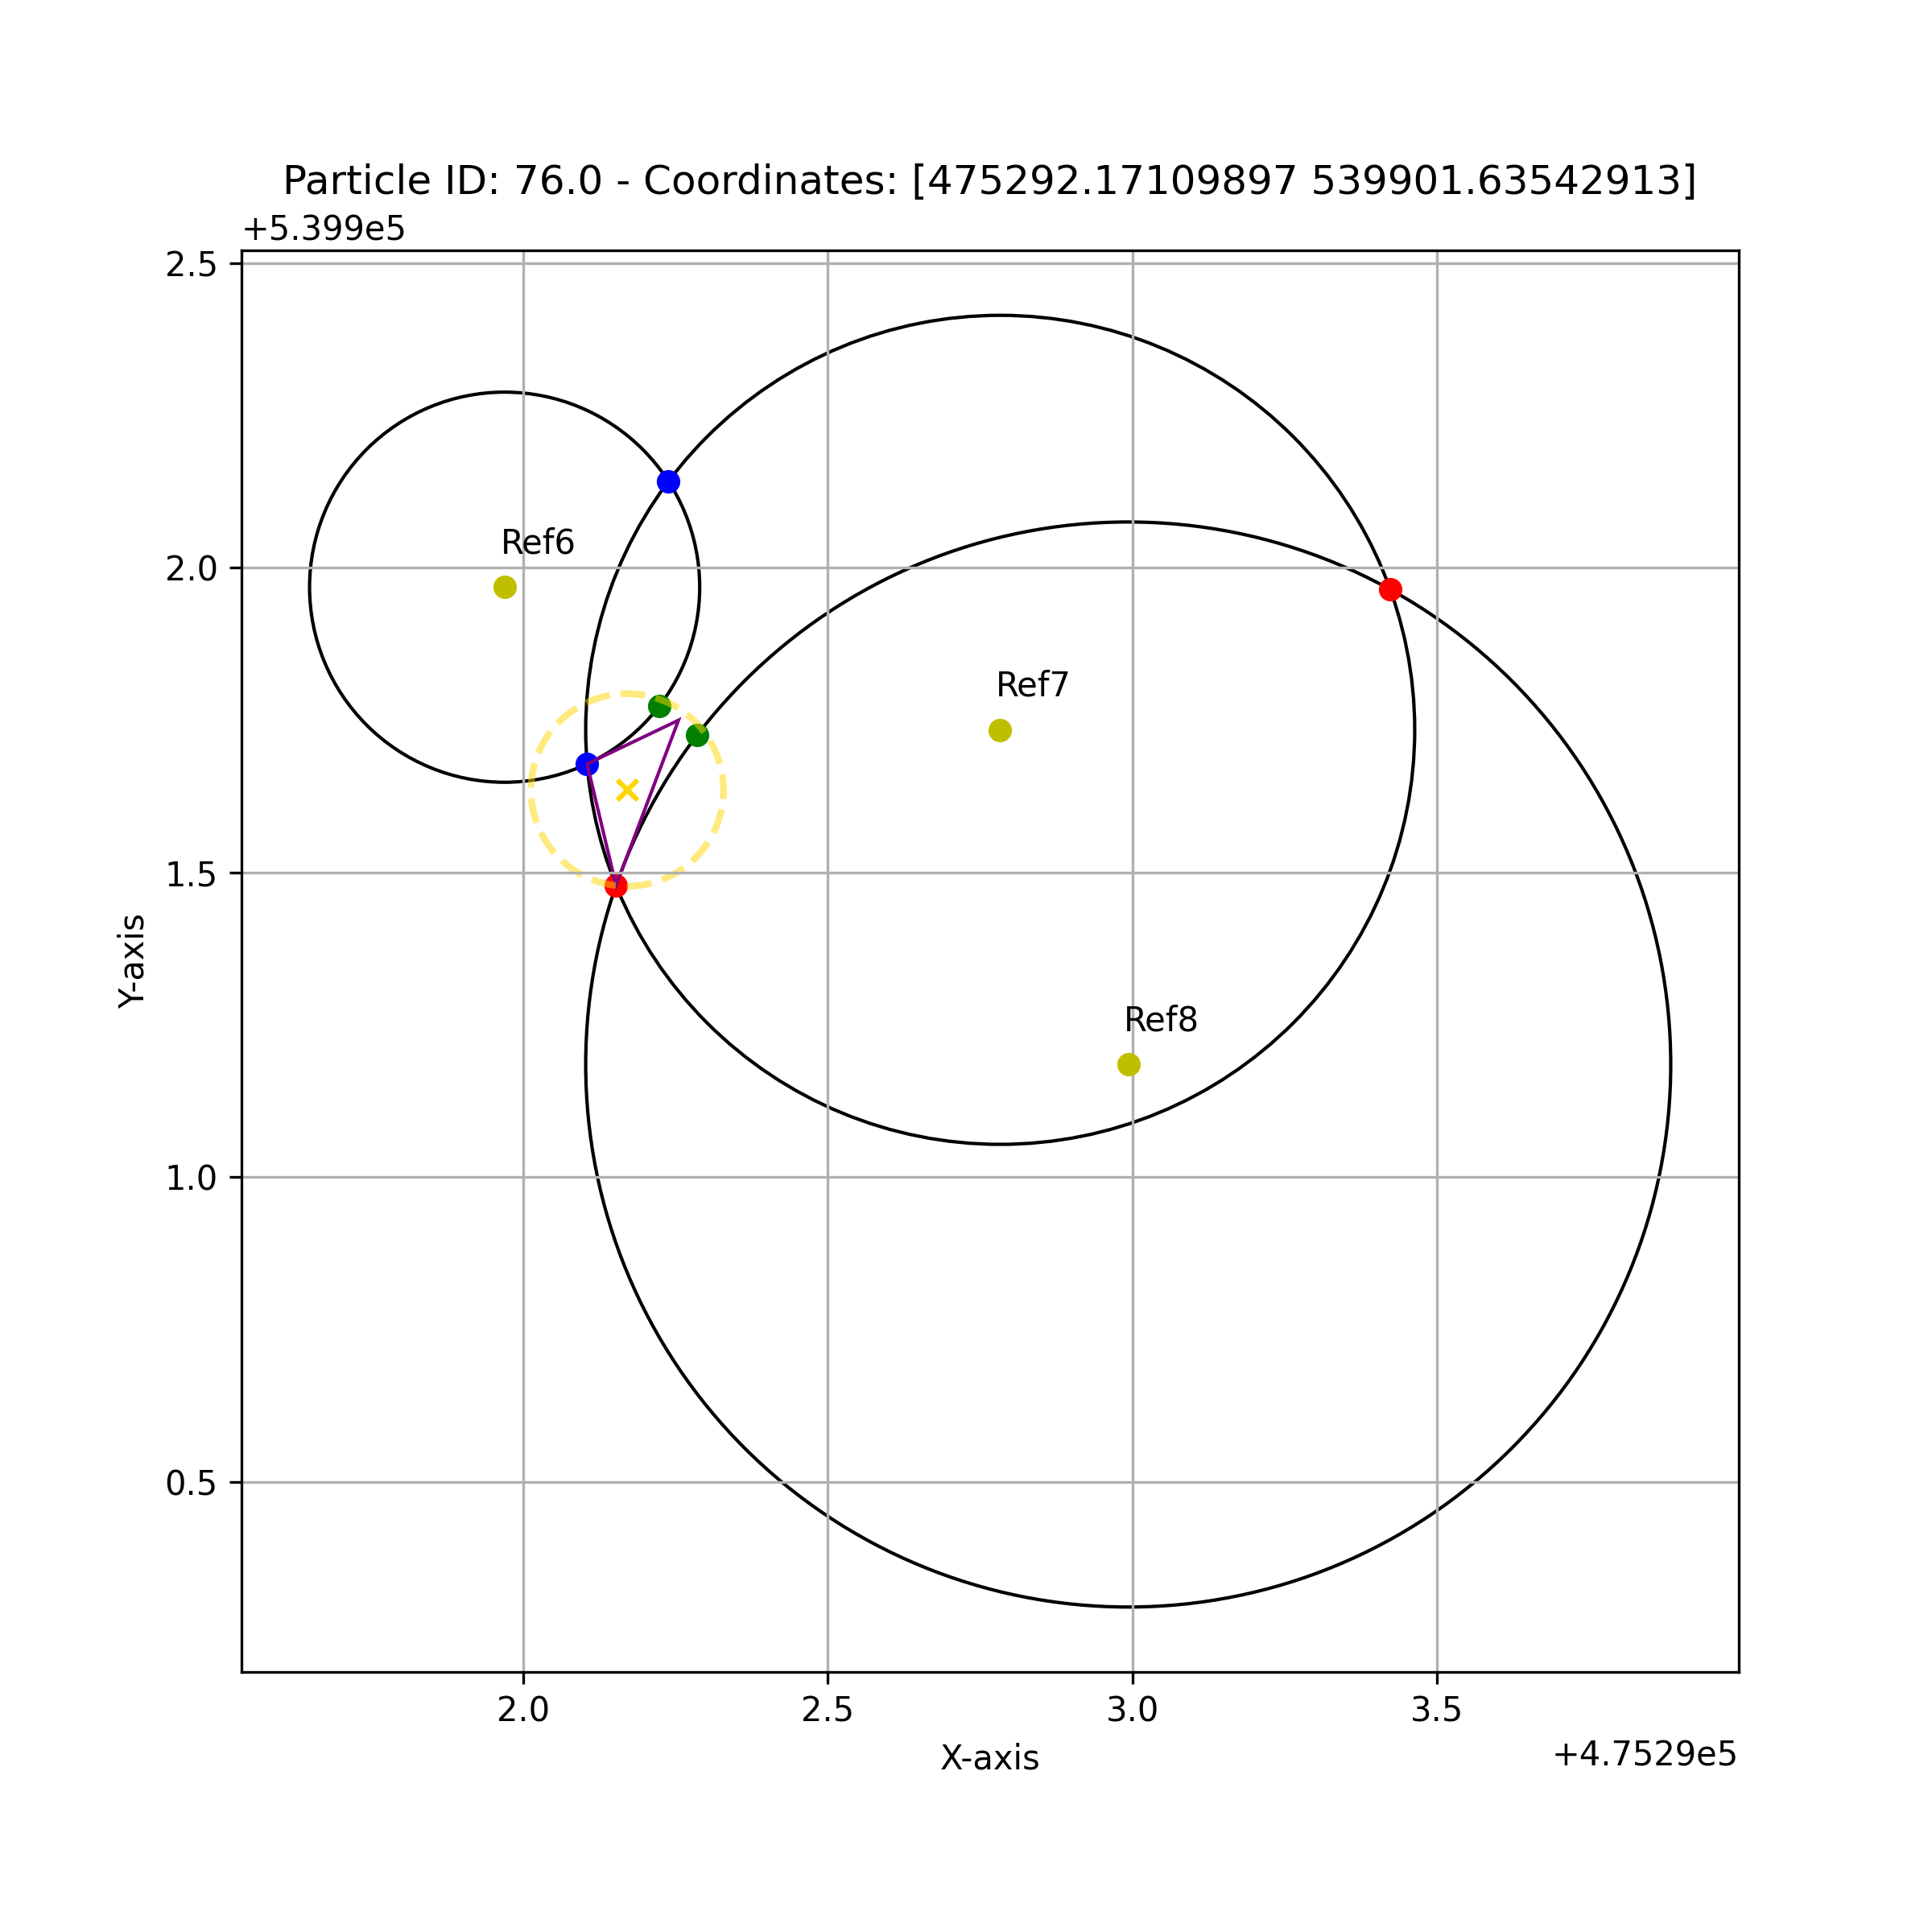 Particle ID: 76.0 - Coordinates: [475292.17109897 539901.63542913]
+5.399e5
2.5
Ref6
2.0
Ref7
1.5
Ref8
1.0
0.5
Y-axis
2.0 2.5 3.0 3.5
X-axis
+4.7529e5